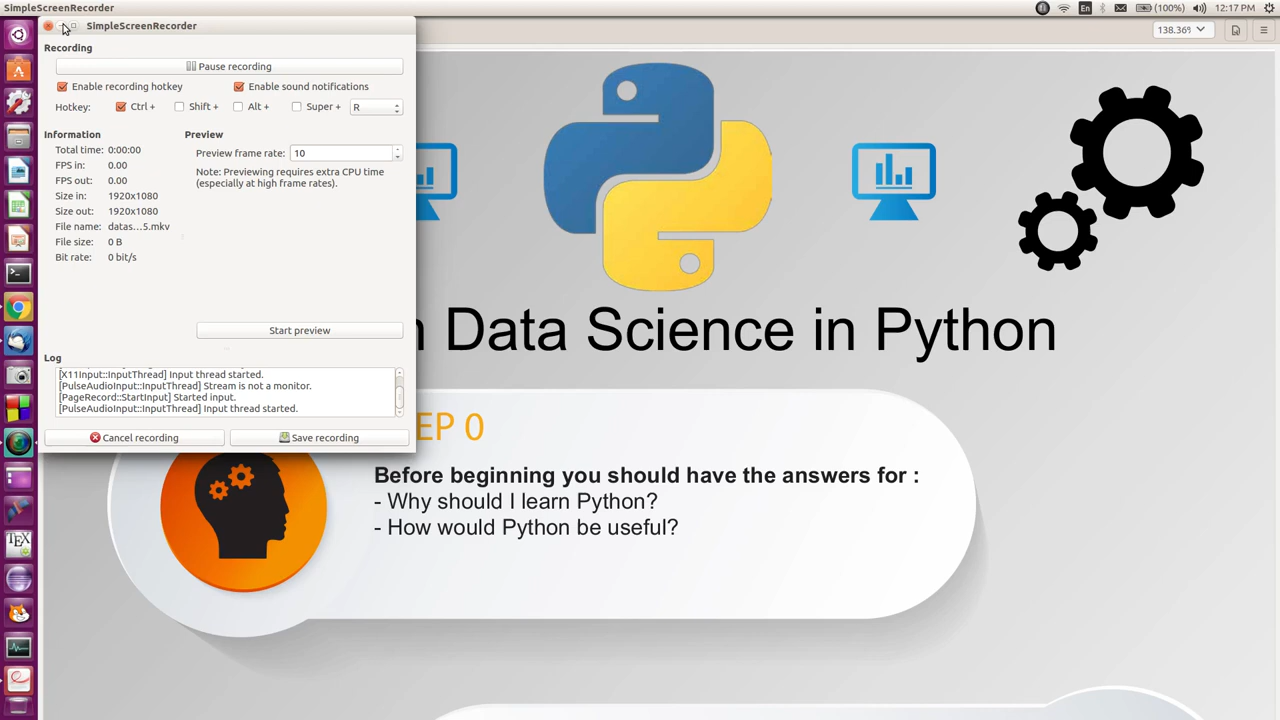 SimpleScreenRecorder
En
(100%)
12:17 PM
SimpleScreenRecorder
138.36%
Recording
Pause recording
Enable recording hotkey
Enable sound notifications
Hotkey: Ctrl + Shift + Alt + Super + R
Information
Total time: 0:00:00
FPS in: 0.00
FPS out: 0.00
Size in: 1920x1080
Size out: 1920x1080
File name: datas...5.mkv
File size: 0 B
Bit rate: 0 bit/s
Preview
Preview frame rate: 10
Note: Previewing requires extra CPU time
(especially at high frame rates).
Start preview
Log
[X11Input::InputThread] Input thread started.
[PulseAudioInput::InputThread] Stream is not a monitor.
[PageRecord::StartInput] Started input.
[PulseAudioInput::InputThread] Input thread started.
Cancel recording
Save recording
n Data Science in Python
EP 0
Before beginning you should have the answers for :
- Why should I learn Python?
- How would Python be useful?
TEX